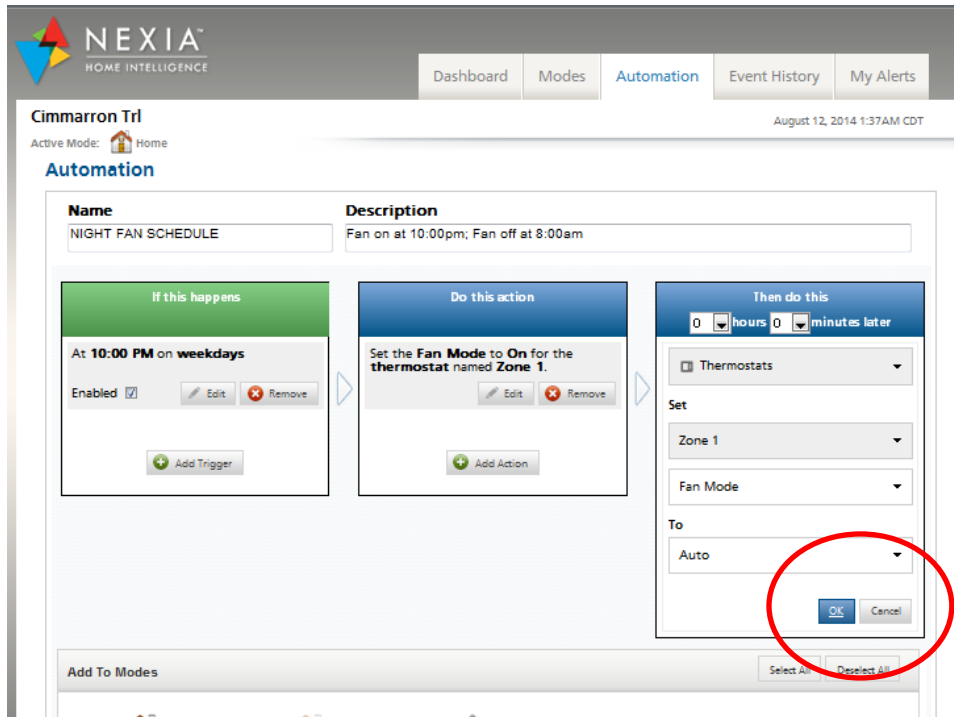 NEXIA™
HOME INTELLIGENCE
Dashboard Modes Automation Event History My Alerts
Cimmarron Trl
August 12, 2014 1:37AM CDT
Active Mode: Home
Automation
Name Description
NIGHT FAN SCHEDULE Fan on at 10:00pm; Fan off at 8:00am
If this happens Do this action Then do this
0 hours 0 minutes later
At 10:00 PM on weekdays
Set the Fan Mode to On for the
thermostat named Zone 1.
Thermostats
Enabled Edit Remove Edit Remove
Set
Zone 1
Add Trigger Add Action
Fan Mode
To
Auto
OK Cancel
Add To Modes Select All Deselect All